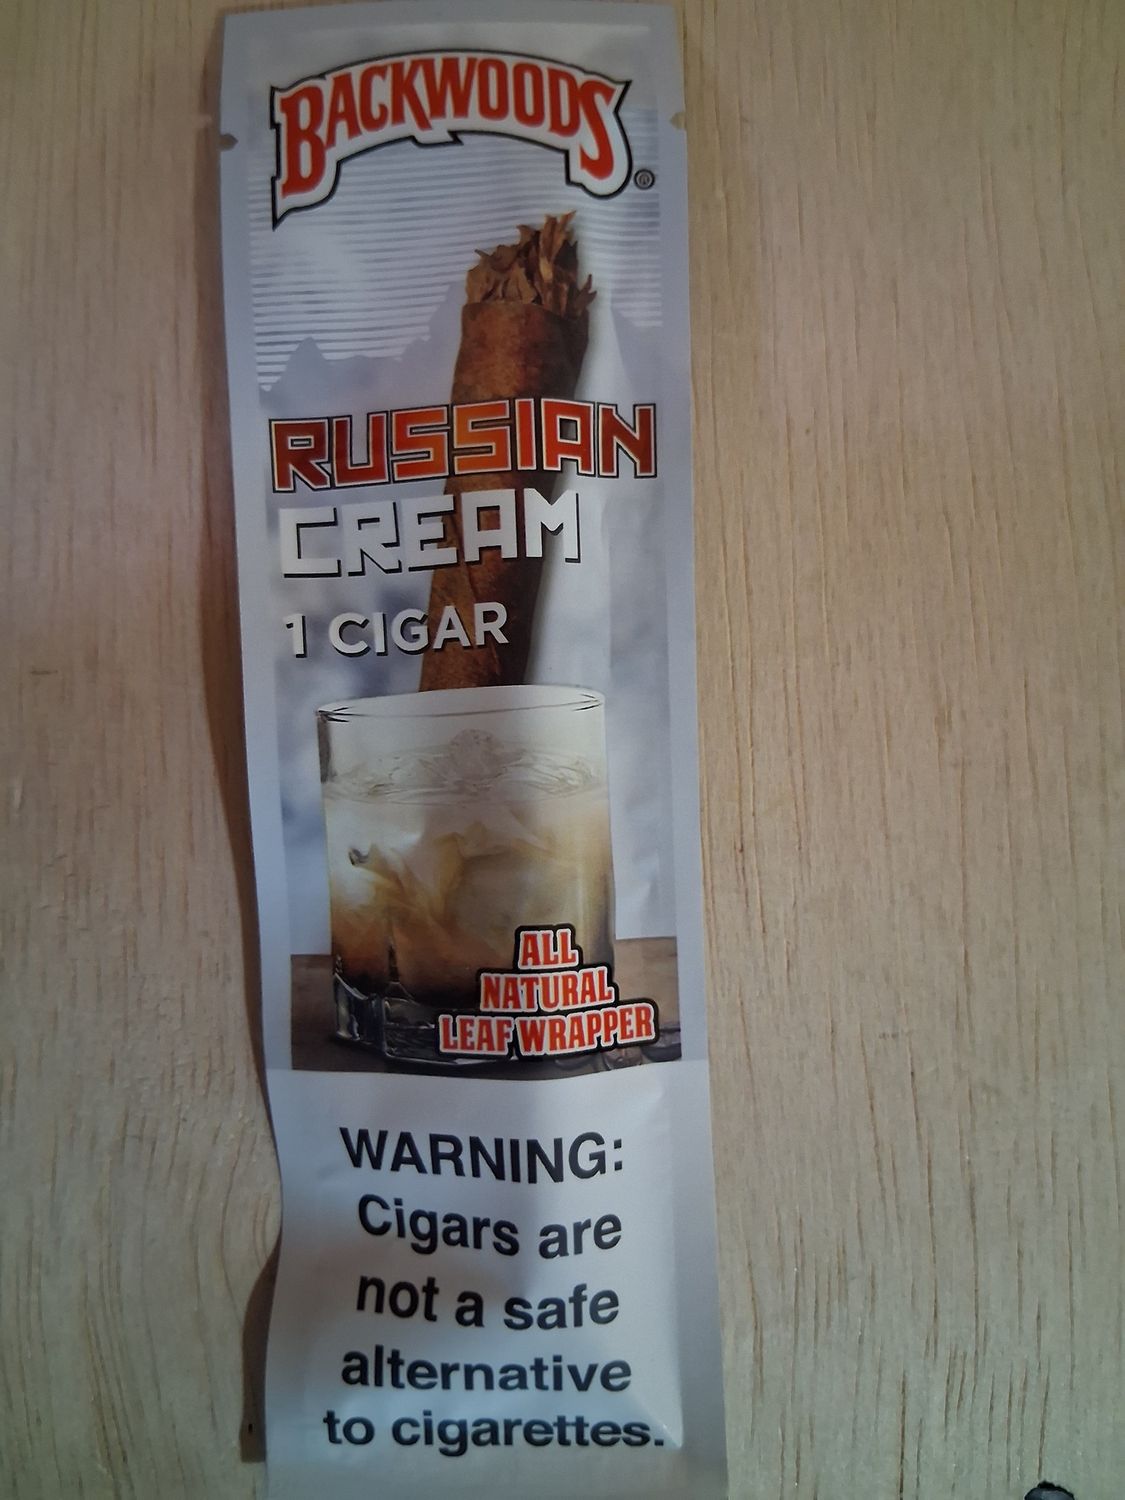 BACKWOODS®
RUSSIAN
CREAM
1 CIGAR
ALL
NATURAL
LEAF WRAPPER
WARNING:
Cigars are
not a safe
alternative
to cigarettes.